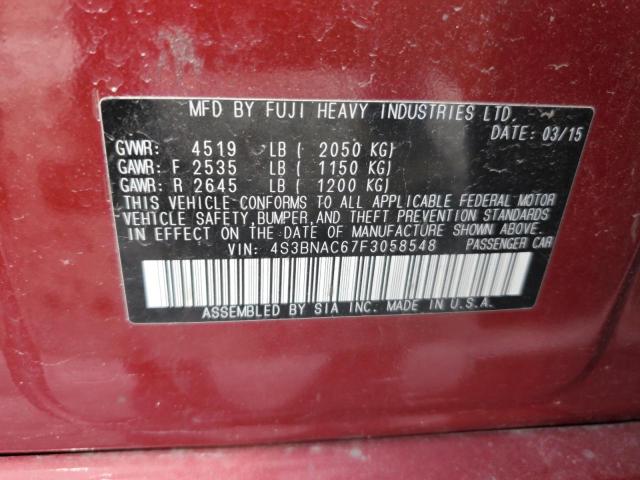 MFD BY FUJI HEAVY INDUSTRIES LTD.
DATE: 03/15
GVWR: 4519 LB ( 2050 KG)
GAWR: F 2535 LB ( 1150 KG)
GAWR: R 2645 LB ( 1200 KG)
THIS VEHICLE CONFORMS TO ALL APPLICABLE FEDERAL MOTOR
VEHICLE SAFETY, BUMPER, AND THEFT PREVENTION STANDARDS
IN EFFECT ON THE DATE OF MANUFACTURE SHOWN ABOVE.
VIN: 4S3BNAC67F3058548 PASSENGER CAR
ASSEMBLED BY SIA INC. MADE IN U.S.A.